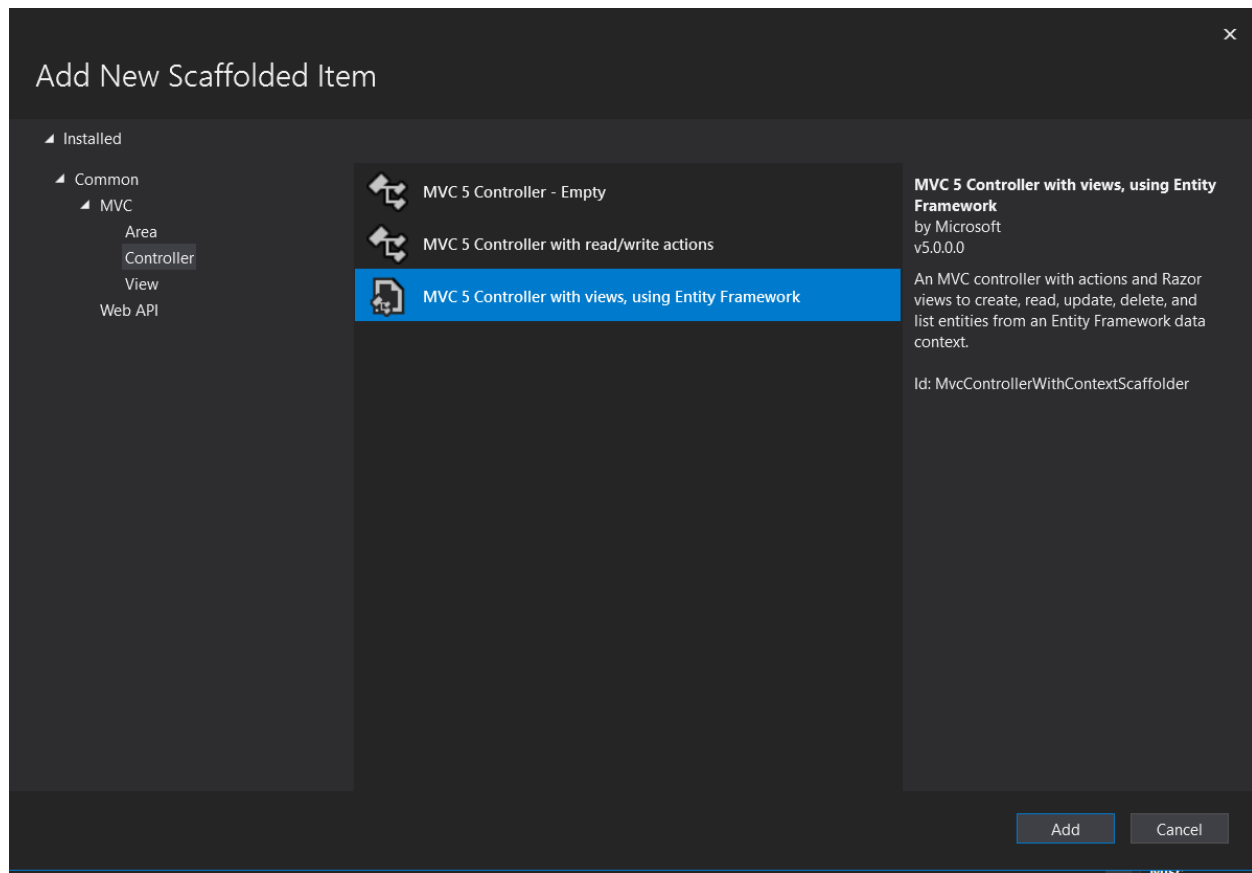 Add New Scaffolded Item
Installed
Common
MVC
Area
Controller
View
Web API
MVC 5 Controller - Empty
MVC 5 Controller with read/write actions
MVC 5 Controller with views, using Entity Framework
MVC 5 Controller with views, using Entity
Framework
by Microsoft
v5.0.0.0
An MVC controller with actions and Razor
views to create, read, update, delete, and
list entities from an Entity Framework data
context.
Id: MvcControllerWithContextScaffolder
Add
Cancel